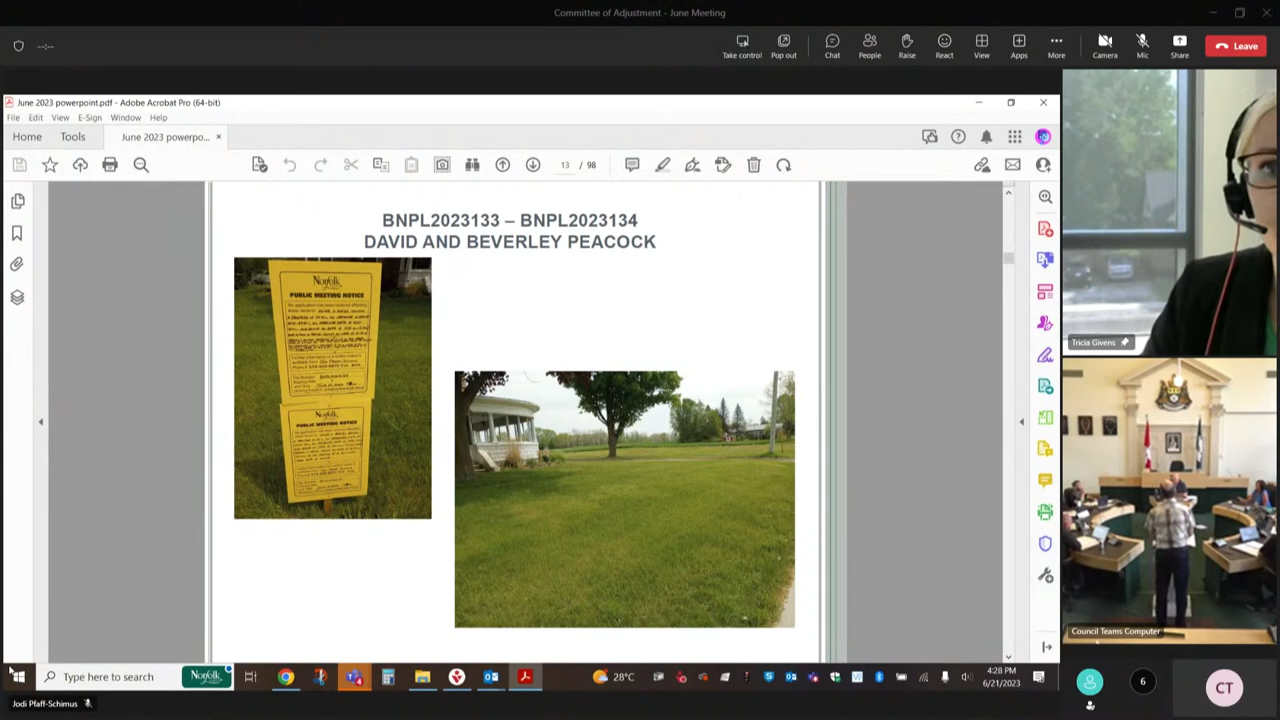 Committee of Adjustment - June Meeting
--:--
Take control
Pop out
Chat
People
Raise
React
View
Apps
More
Camera
Mic
Share
Leave
June 2023 powerpoint.pdf - Adobe Acrobat Pro (64-bit)
File Edit View E-Sign Window Help
Home Tools June 2023 powerpo... ×
13 / 98
BNPL2023133 – BNPL2023134
DAVID AND BEVERLEY PEACOCK
Norfolk
PUBLIC MEETING NOTICE
Norfolk
PUBLIC MEETING NOTICE
Tricia Givens
Council Teams Computer
Type here to search
Norfolk
28°C
4:28 PM
6/21/2023
6
CT
Jodi Pfaff-Schimus